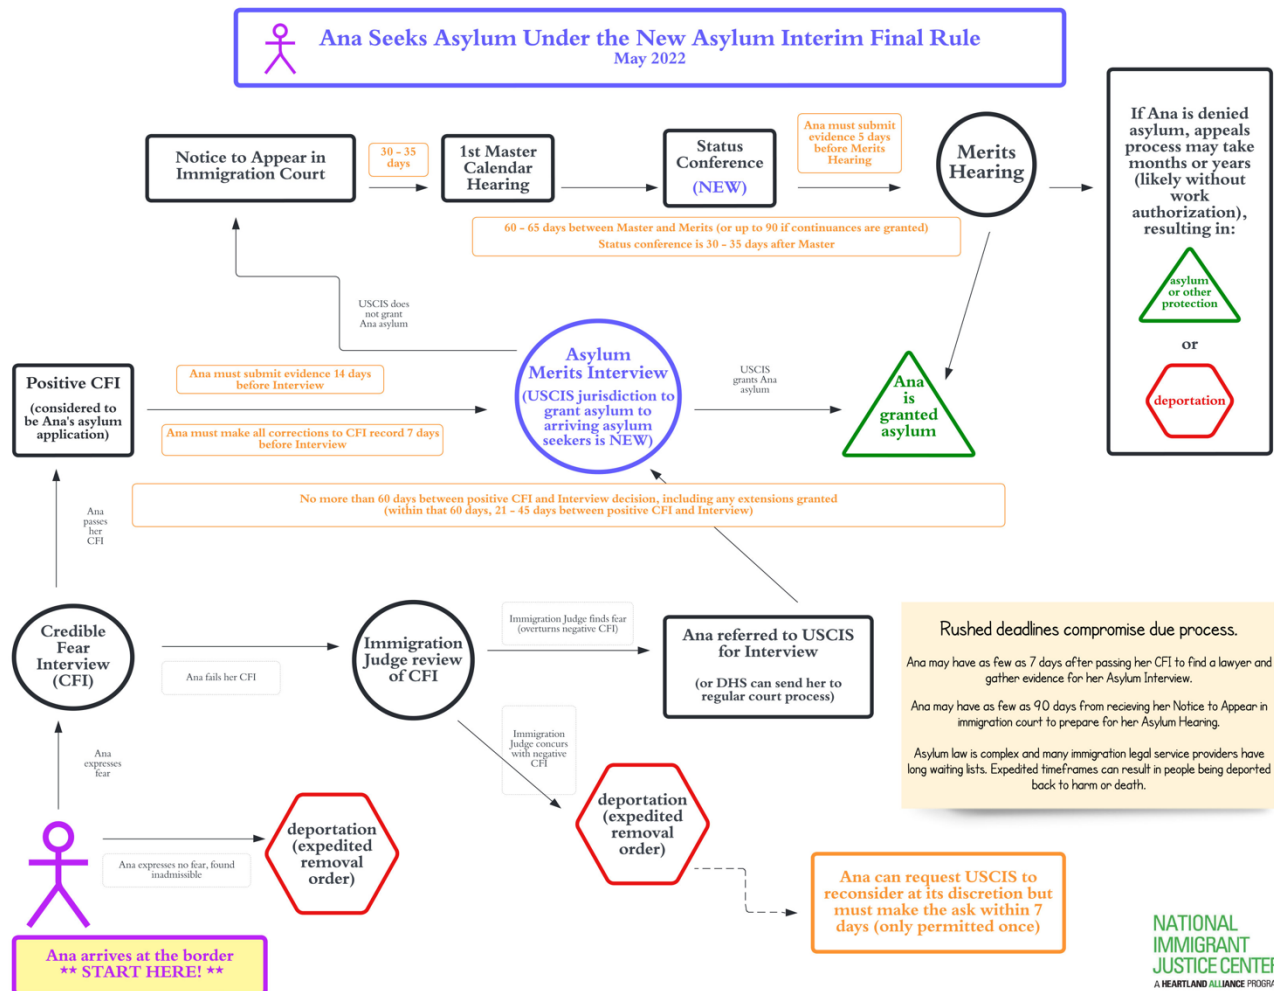 Ana Seeks Asylum Under the New Asylum Interim Final Rule
May 2022
Notice to Appear in
Immigration Court
30 - 35
days
1st Master
Calendar
Hearing
Status
Conference
(NEW)
Ana must submit
evidence 5 days
before Merits
Hearing
Merits
Hearing
60 - 65 days between Master and Merits (or up to 90 if continuances are granted)
Status conference is 30 - 35 days after Master
If Ana is denied
asylum, appeals
process may take
months or years
(likely without
work
authorization),
resulting in:
asylum
or other
protection
or
deportation
USCIS does
not grant
Ana asylum
Positive CFI
(considered to
be Ana's asylum
application)
Ana must submit evidence 14 days
before Interview
Ana must make all corrections to CFI record 7 days
before Interview
Asylum
Merits Interview
(USCIS jurisdiction to
grant asylum to
arriving asylum
seekers is NEW)
USCIS
grants Ana
asylum
Ana
is
granted
asylum
No more than 60 days between positive CFI and Interview decision, including any extensions granted
(within that 60 days, 21 - 45 days between positive CFI and Interview)
Ana
passes
her
CFI
Credible
Fear
Interview
(CFI)
Ana fails her CFI
Immigration
Judge review
of CFI
Immigration Judge finds fear
(overturns negative CFI)
Ana referred to USCIS
for Interview
(or DHS can send her to
regular court process)
Immigration
Judge concurs
with negative
CFI
Rushed deadlines compromise due process.
Ana may have as few as 7 days after passing her CFI to find a lawyer and
gather evidence for her Asylum Interview.
Ana may have as few as 90 days from recieving her Notice to Appear in
immigration court to prepare for her Asylum Hearing.
Asylum law is complex and many immigration legal service providers have
long waiting lists. Expedited timeframes can result in people being deported
back to harm or death.
Ana
expresses
fear
Ana expresses no fear, found
inadmissible
deportation
(expedited
removal
order)
deportation
(expedited
removal
order)
Ana can request USCIS to
reconsider at its discretion but
must make the ask within 7
days (only permitted once)
Ana arrives at the border
** START HERE! **
NATIONAL
IMMIGRANT
JUSTICE CENTER
A HEARTLAND ALLIANCE PROGRA